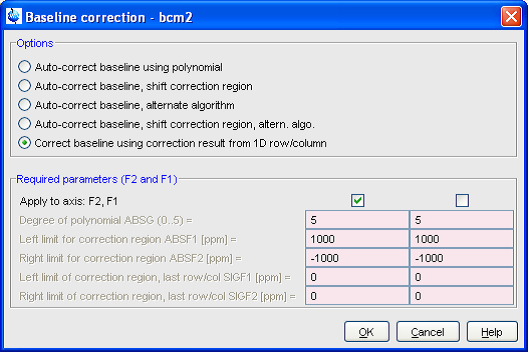 Baseline correction - bcm2
Options
Auto-correct baseline using polynomial
Auto-correct baseline, shift correction region
Auto-correct baseline, alternate algorithm
Auto-correct baseline, shift correction region, altern. algo.
Correct baseline using correction result from 1D row/column
Required parameters (F2 and F1)
Apply to axis: F2, F1
Degree of polynomial ABSG (0..5) = 5 5
Left limit for correction region ABSF1 [ppm] = 1000 1000
Right limit for correction region ABSF2 [ppm] = -1000 -1000
Left limit of correction region, last row/col SIGF1 [ppm] = 0 0
Right limit of correction region, last row/col SIGF2 [ppm] = 0 0
OK Cancel Help